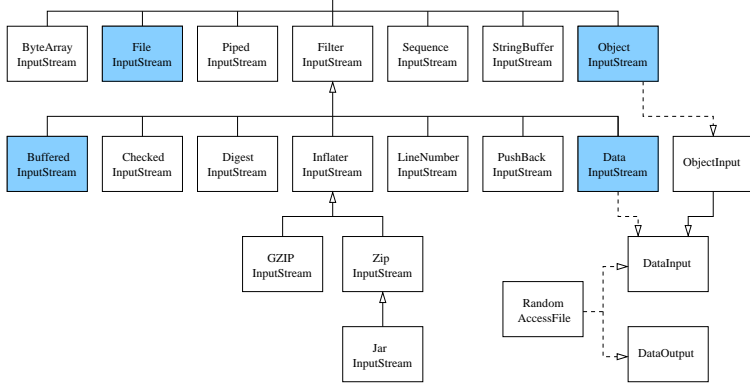 ByteArray
InputStream
File
InputStream
Piped
InputStream
Filter
InputStream
Sequence
InputStream
StringBuffer
InputStream
Object
InputStream
Buffered
InputStream
Checked
InputStream
Digest
InputStream
Inflater
InputStream
LineNumber
InputStream
PushBack
InputStream
Data
InputStream
ObjectInput
GZIP
InputStream
Zip
InputStream
DataInput
Random
AccessFile
Jar
InputStream
DataOutput